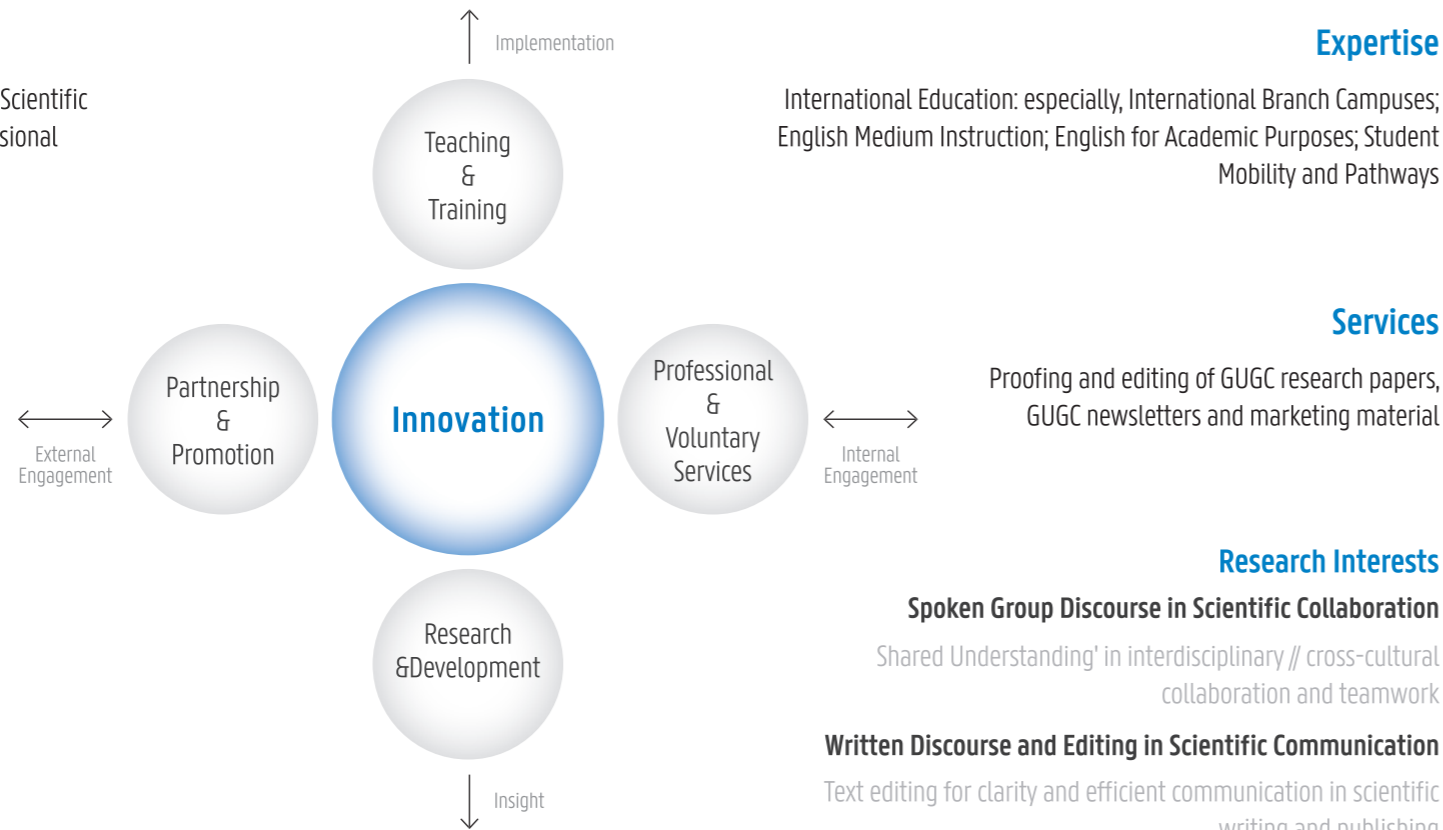 Implementation
Scientific
sional
Teaching
&
Training
Partnership
&
Promotion
Innovation
Professional
&
Voluntary
Services
External
Engagement
Internal
Engagement
Research
&Development
Insight
Expertise
International Education: especially, International Branch Campuses;
English Medium Instruction; English for Academic Purposes; Student
Mobility and Pathways
Services
Proofing and editing of GUGC research papers,
GUGC newsletters and marketing material
Research Interests
Spoken Group Discourse in Scientific Collaboration
Shared Understanding' in interdisciplinary // cross-cultural
collaboration and teamwork
Written Discourse and Editing in Scientific Communication
Text editing for clarity and efficient communication in scientific
writing and publishing